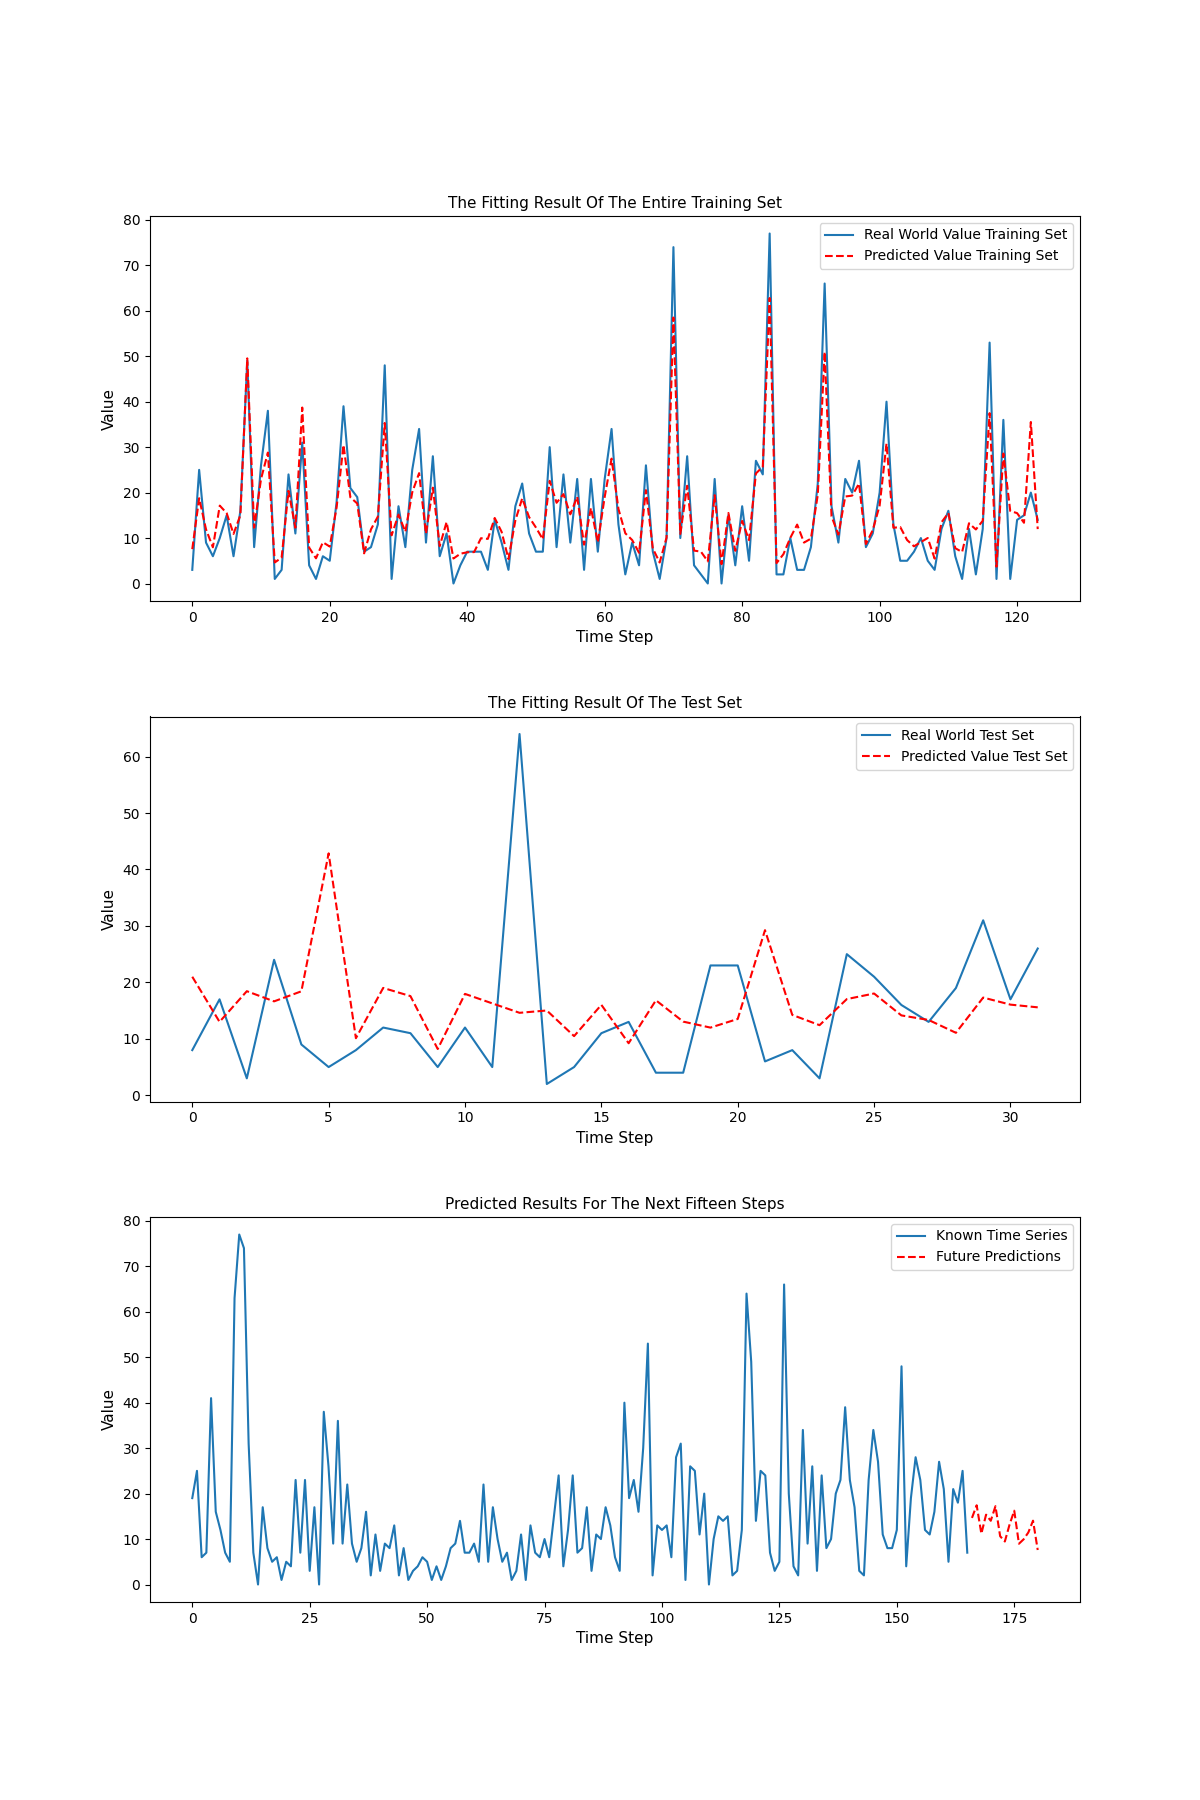 The Fitting Result Of The Entire Training Set
80
70
60
50
40
30
20
10
0
Value
Real World Value Training Set
Predicted Value Training Set
0 20 40 60 80 100 120
Time Step
The Fitting Result Of The Test Set
60
50
40
30
20
10
0
Value
Real World Test Set
Predicted Value Test Set
0 5 10 15 20 25 30
Time Step
Predicted Results For The Next Fifteen Steps
80
70
60
50
40
30
20
10
0
Value
Known Time Series
Future Predictions
0 25 50 75 100 125 150 175
Time Step